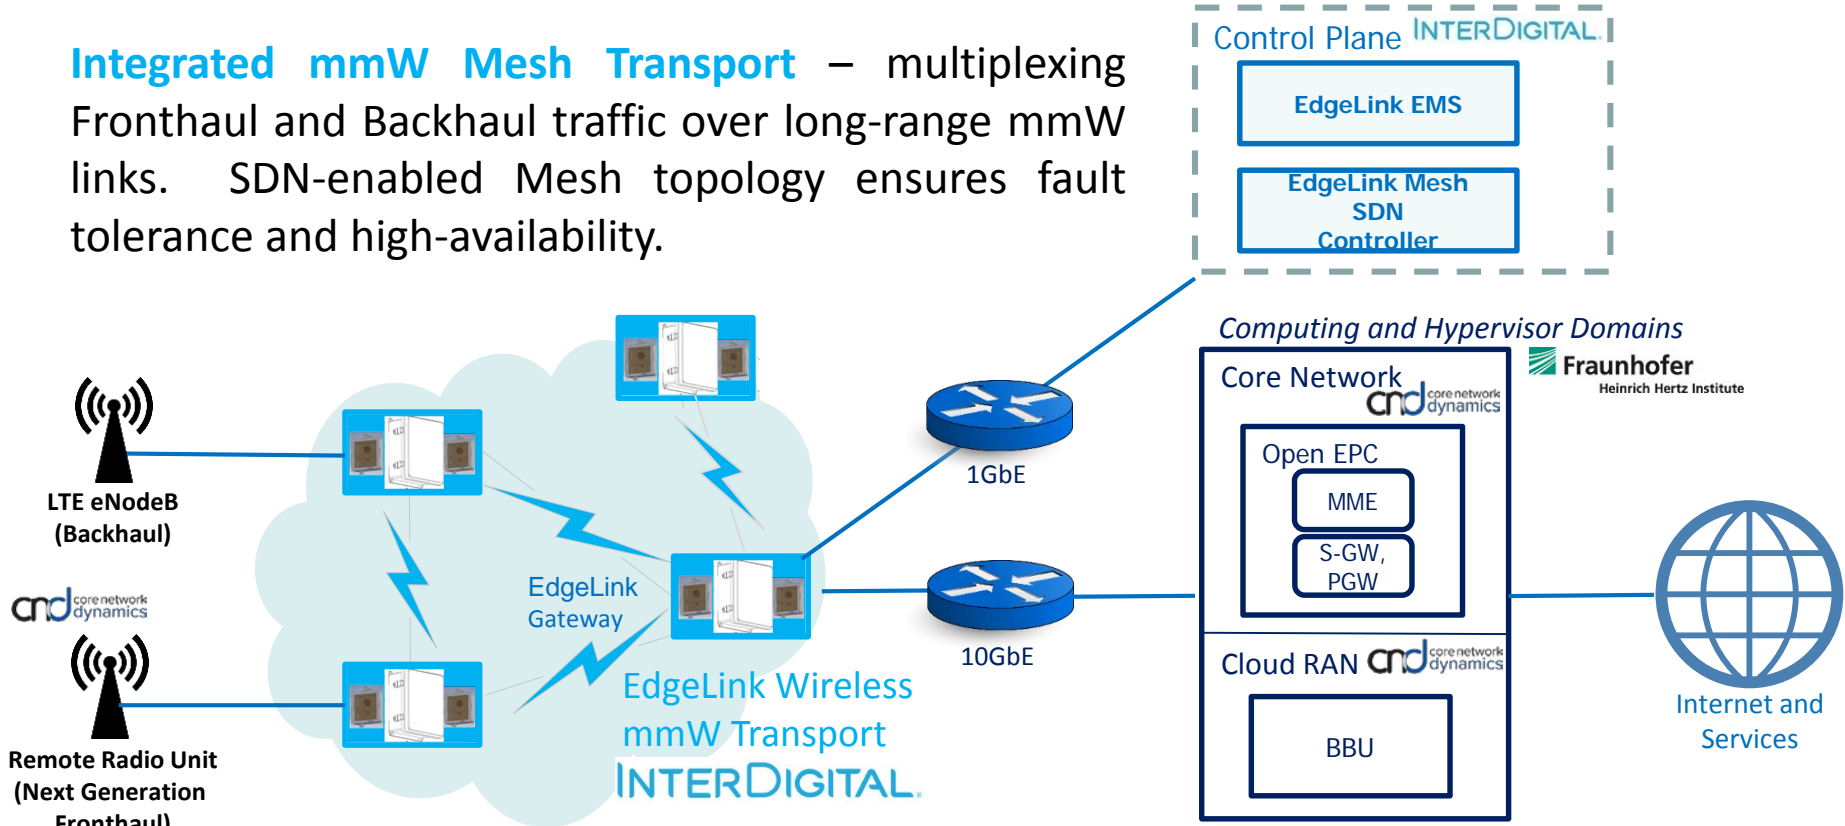 Integrated mmW Mesh Transport – multiplexing
Fronthaul and Backhaul traffic over long-range mmW
links. SDN-enabled Mesh topology ensures fault
tolerance and high-availability.
Control Plane INTERDIGITAL.
EdgeLink EMS
EdgeLink Mesh
SDN
Controller
Computing and Hypervisor Domains
Fraunhofer
Heinrich Hertz Institute
Core Network
cnd core network
dynamics
Open EPC
MME
S-GW,
PGW
Cloud RAN cnd core network
dynamics
BBU
1GbE
10GbE
LTE eNodeB
(Backhaul)
cnd core network
dynamics
Remote Radio Unit
(Next Generation
Fronthaul)
EdgeLink
Gateway
EdgeLink Wireless
mmW Transport
INTERDIGITAL.
Internet and
Services